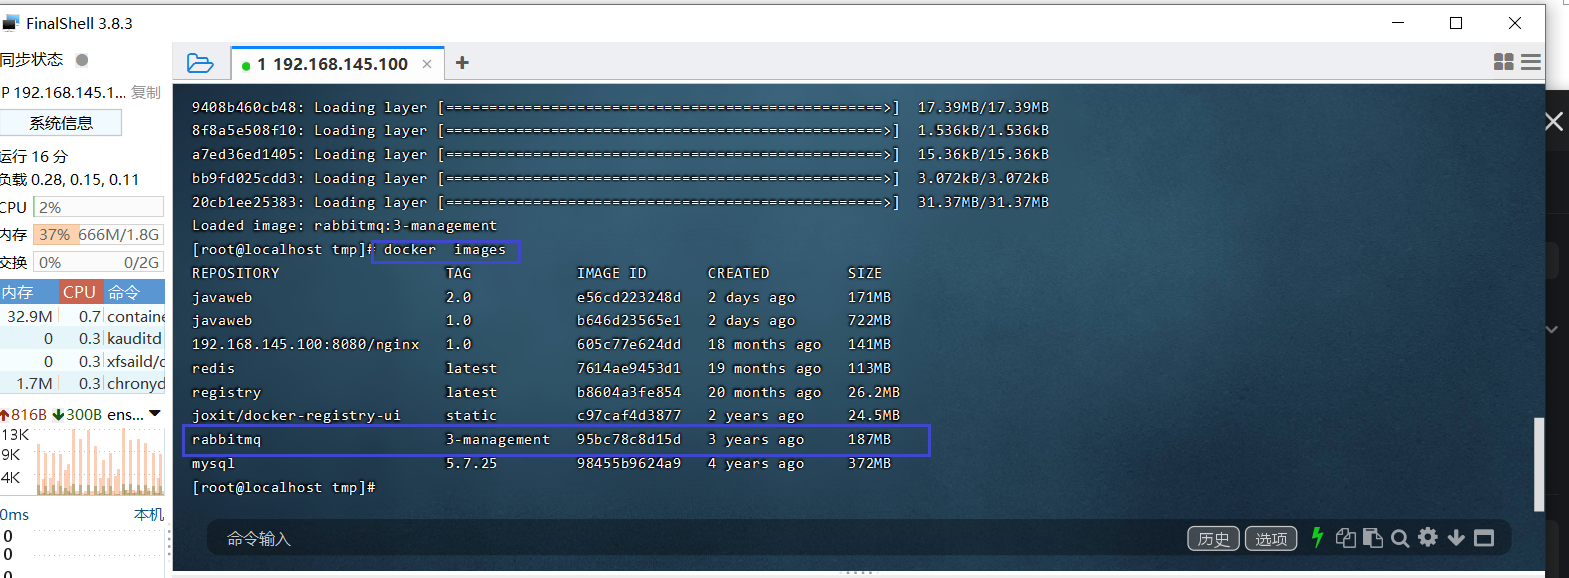 FinalShell 3.8.3
同步状态
P 192.168.145.1... 复制
系统信息
运行 16 分
负载 0.28, 0.15, 0.11
CPU 2%
内存 37% 666M/1.8G
交换 0% 0/2G
内存 CPU 命令
32.9M 0.7 containe
0 0.3 kauditd
0 0.3 xfsaild/c
1.7M 0.3 chronyd
816B 300B ens...
13K
9K
4K
0ms 本机
0
0
0
1 192.168.145.100
9408b460cb48: Loading layer [==================================================>]  17.39MB/17.39MB
8f8a5e508f10: Loading layer [==================================================>]  1.536kB/1.536kB
a7ed36ed1405: Loading layer [==================================================>]  15.36kB/15.36kB
bb9fd025cdd3: Loading layer [==================================================>]  3.072kB/3.072kB
20cb1ee25383: Loading layer [==================================================>]  31.37MB/31.37MB
Loaded image: rabbitmq:3-management
[root@localhost tmp]# docker  images
REPOSITORY TAG IMAGE ID CREATED SIZE
javaweb 2.0 e56cd223248d 2 days ago 171MB
javaweb 1.0 b646d23565e1 2 days ago 722MB
192.168.145.100:8080/nginx 1.0 605c77e624dd 18 months ago 141MB
redis latest 7614ae9453d1 19 months ago 113MB
registry latest b8604a3fe854 20 months ago 26.2MB
joxit/docker-registry-ui static c97caf4d3877 2 years ago 24.5MB
rabbitmq 3-management 95bc78c8d15d 3 years ago 187MB
mysql 5.7.25 98455b9624a9 4 years ago 372MB
[root@localhost tmp]#
命令输入 历史 选项